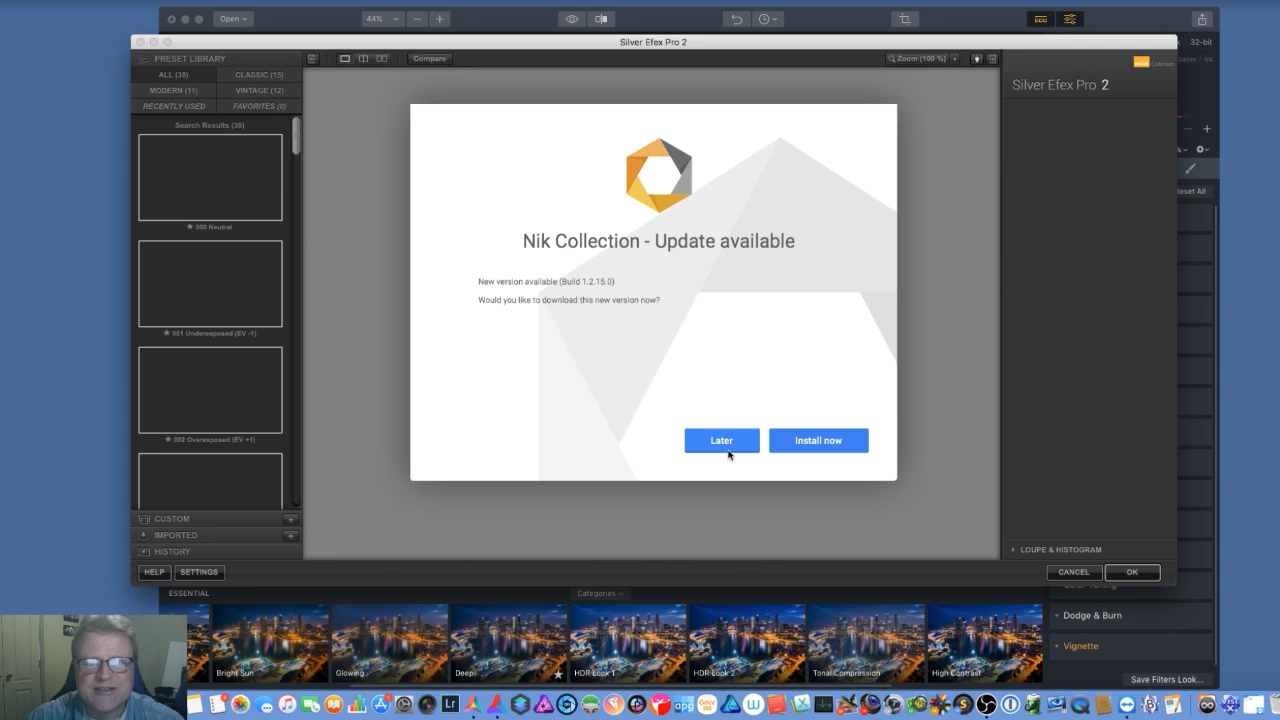 Open
44%
32-bit
Silver Efex Pro 2
PRESET LIBRARY
Compare
Zoom (100 %)
ALL (38)
CLASSIC (15)
MODERN (11)
VINTAGE (12)
RECENTLY USED
FAVORITES (0)
Search Results (38)
000 Neutral
001 Underexposed (EV -1)
002 Overexposed (EV +1)
CUSTOM
IMPORTED
HISTORY
HELP
SETTINGS
Nik Collection - Update available
New version available (Build 1.2.15.0)
Would you like to download this new version now?
Later
Install now
Collection
Silver Efex Pro 2
24mm f/4
eset All
LOUPE & HISTOGRAM
CANCEL
OK
ESSENTIAL
Categories
Dodge & Burn
Vignette
Save Filters Look...
Bright Sun
Glowing
Deep
HDR Look 1
HDR Look 2
Tonal Compression
High Contrast
Lr